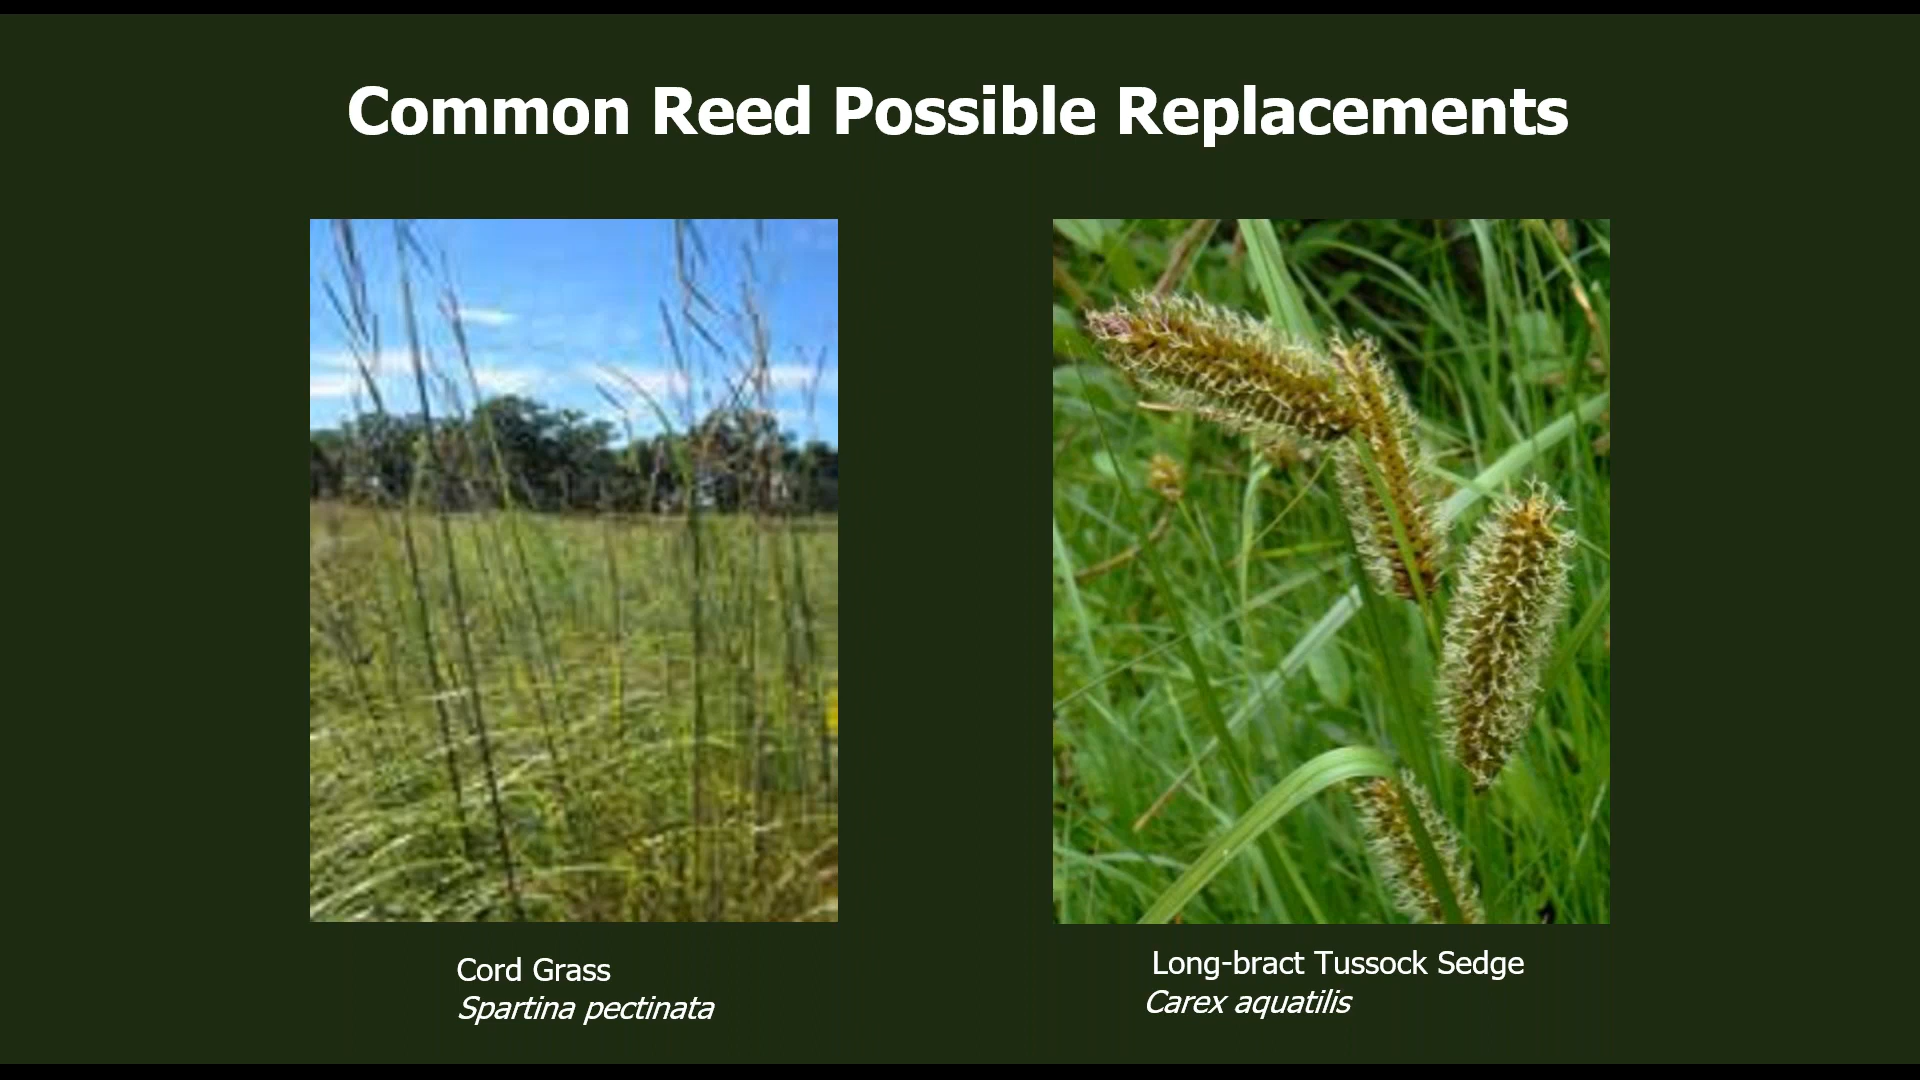 Common Reed Possible Replacements
Cord Grass
Spartina pectinata
Long-bract Tussock Sedge
Carex aquatilis